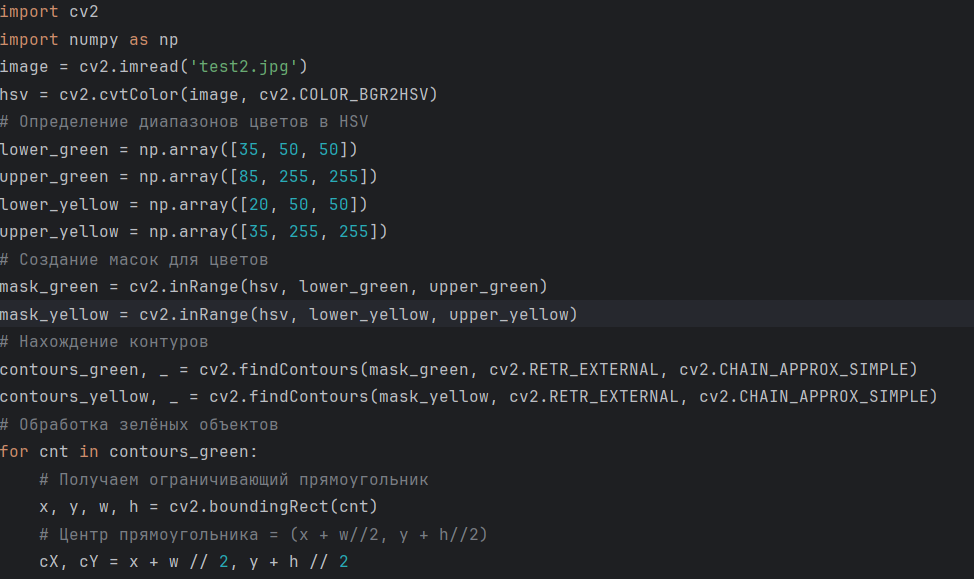 import cv2
import numpy as np
image = cv2.imread('test2.jpg')
hsv = cv2.cvtColor(image, cv2.COLOR_BGR2HSV)
# Определение диапазонов цветов в HSV
lower_green = np.array([35, 50, 50])
upper_green = np.array([85, 255, 255])
lower_yellow = np.array([20, 50, 50])
upper_yellow = np.array([35, 255, 255])
# Создание масок для цветов
mask_green = cv2.inRange(hsv, lower_green, upper_green)
mask_yellow = cv2.inRange(hsv, lower_yellow, upper_yellow)
# Нахождение контуров
contours_green, _ = cv2.findContours(mask_green, cv2.RETR_EXTERNAL, cv2.CHAIN_APPROX_SIMPLE)
contours_yellow, _ = cv2.findContours(mask_yellow, cv2.RETR_EXTERNAL, cv2.CHAIN_APPROX_SIMPLE)
# Обработка зелёных объектов
for cnt in contours_green:
    # Получаем ограничивающий прямоугольник
    x, y, w, h = cv2.boundingRect(cnt)
    # Центр прямоугольника = (x + w//2, y + h//2)
    cX, cY = x + w // 2, y + h // 2